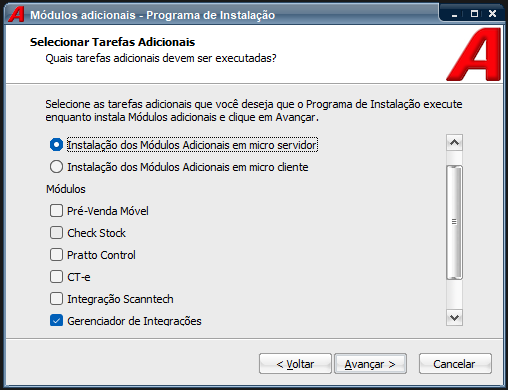 Módulos adicionais - Programa de Instalação
Selecionar Tarefas Adicionais
Quais tarefas adicionais devem ser executadas?
Selecione as tarefas adicionais que você deseja que o Programa de Instalação execute
enquanto instala Módulos adicionais e clique em Avançar.
Instalação dos Módulos Adicionais em micro servidor
Instalação dos Módulos Adicionais em micro cliente
Módulos
Pré-Venda Móvel
Check Stock
Pratto Control
CT-e
Integração Scanntech
Gerenciador de Integrações
< Voltar
Avançar >
Cancelar